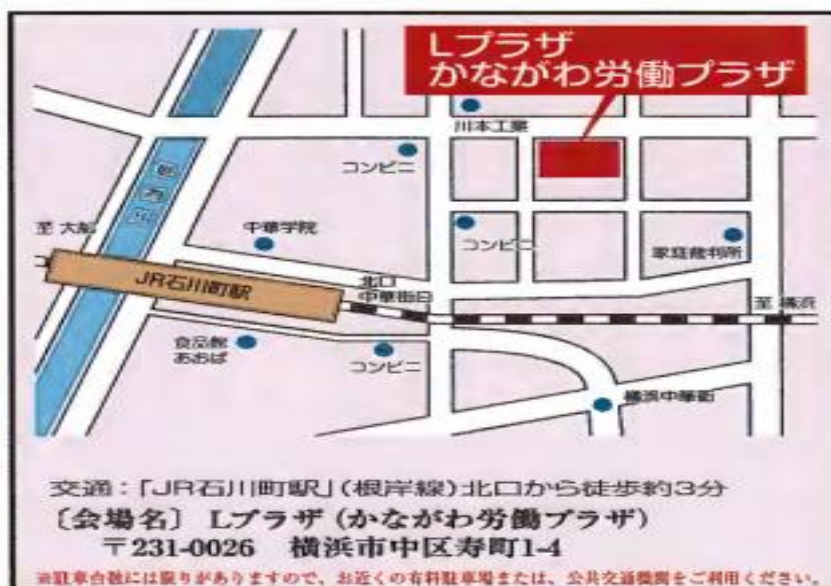 Lプラザ
かながわ労働プラザ
川本工業
コンビニ
至 大船
中華学院
コンビニ
家庭裁判所
JR石川町駅
北口
中華街口
至 横浜
食品館
あおば
コンビニ
横浜中華街
交通:「JR石川町駅」(根岸線)北口から徒歩約3分
〔会場名〕 Lプラザ (かながわ労働プラザ)
〒231-0026 横浜市中区寿町1-4
※駐車台数には限りがありますので、お近くの有料駐車場または、公共交通機関をご利用ください。